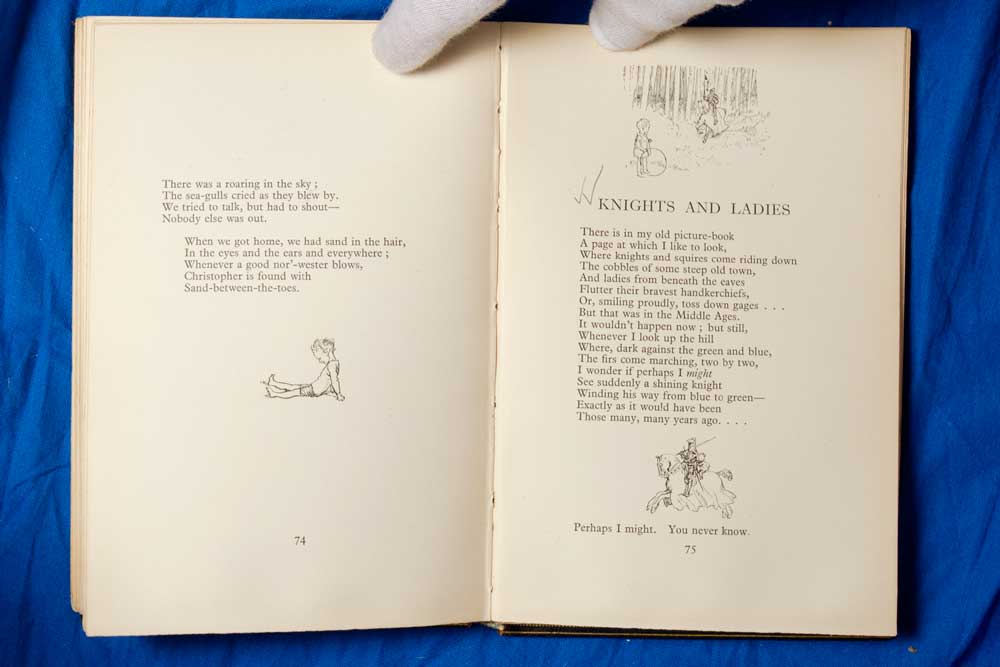 There was a roaring in the sky ;
The sea-gulls cried as they blew by.
We tried to talk, but had to shout—
Nobody else was out.
When we got home, we had sand in the hair,
In the eyes and the ears and everywhere ;
Whenever a good nor'-wester blows,
Christopher is found with
Sand-between-the-toes.
74
KNIGHTS AND LADIES
There is in my old picture-book
A page at which I like to look,
Where knights and squires come riding down
The cobbles of some steep old town,
And ladies from beneath the eaves
Flutter their bravest handkerchiefs,
Or, smiling proudly, toss down gages . . .
But that was in the Middle Ages.
It wouldn't happen now ; but still,
Whenever I look up the hill
Where, dark against the green and blue,
The firs come marching, two by two,
I wonder if perhaps I might
See suddenly a shining knight
Winding his way from blue to green—
Exactly as it would have been
Those many, many years ago. . . .
Perhaps I might. You never know.
75